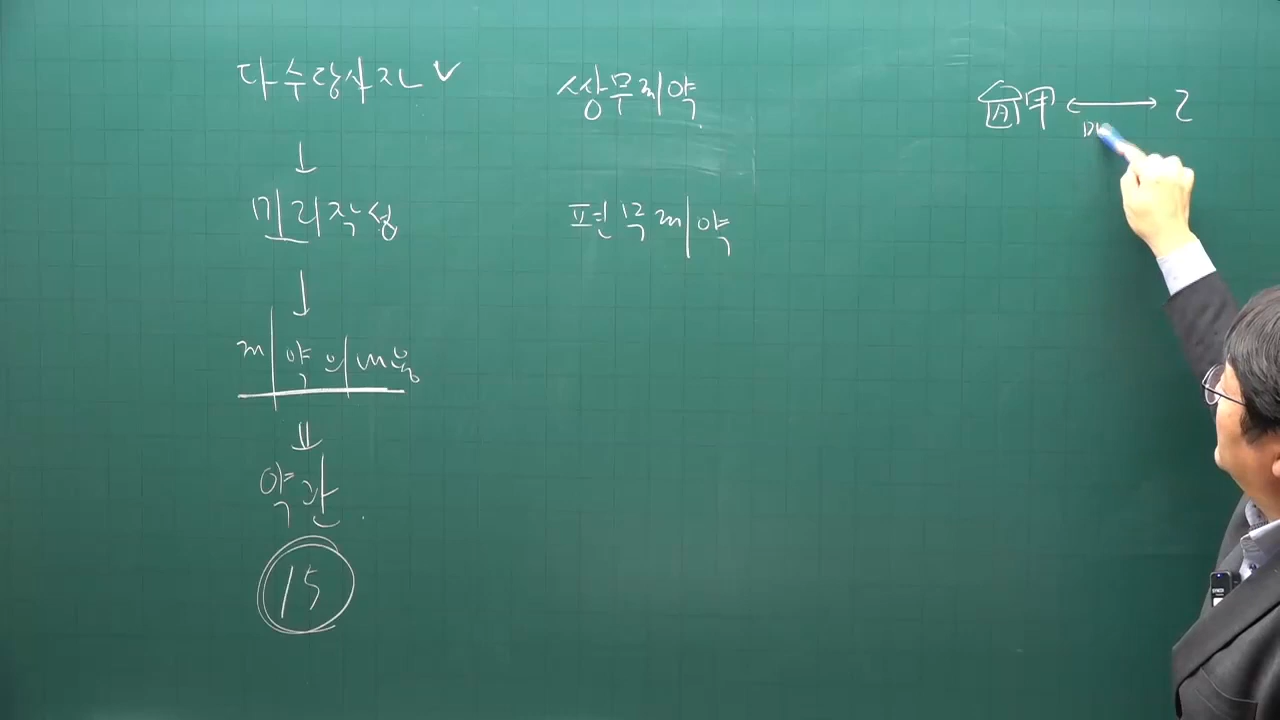 다수당사자 ✓
↓
미리작성
↓
계약의 내용
⇓
약관
15
쌍무계약
편무계약
A 甲 ↔ 乙